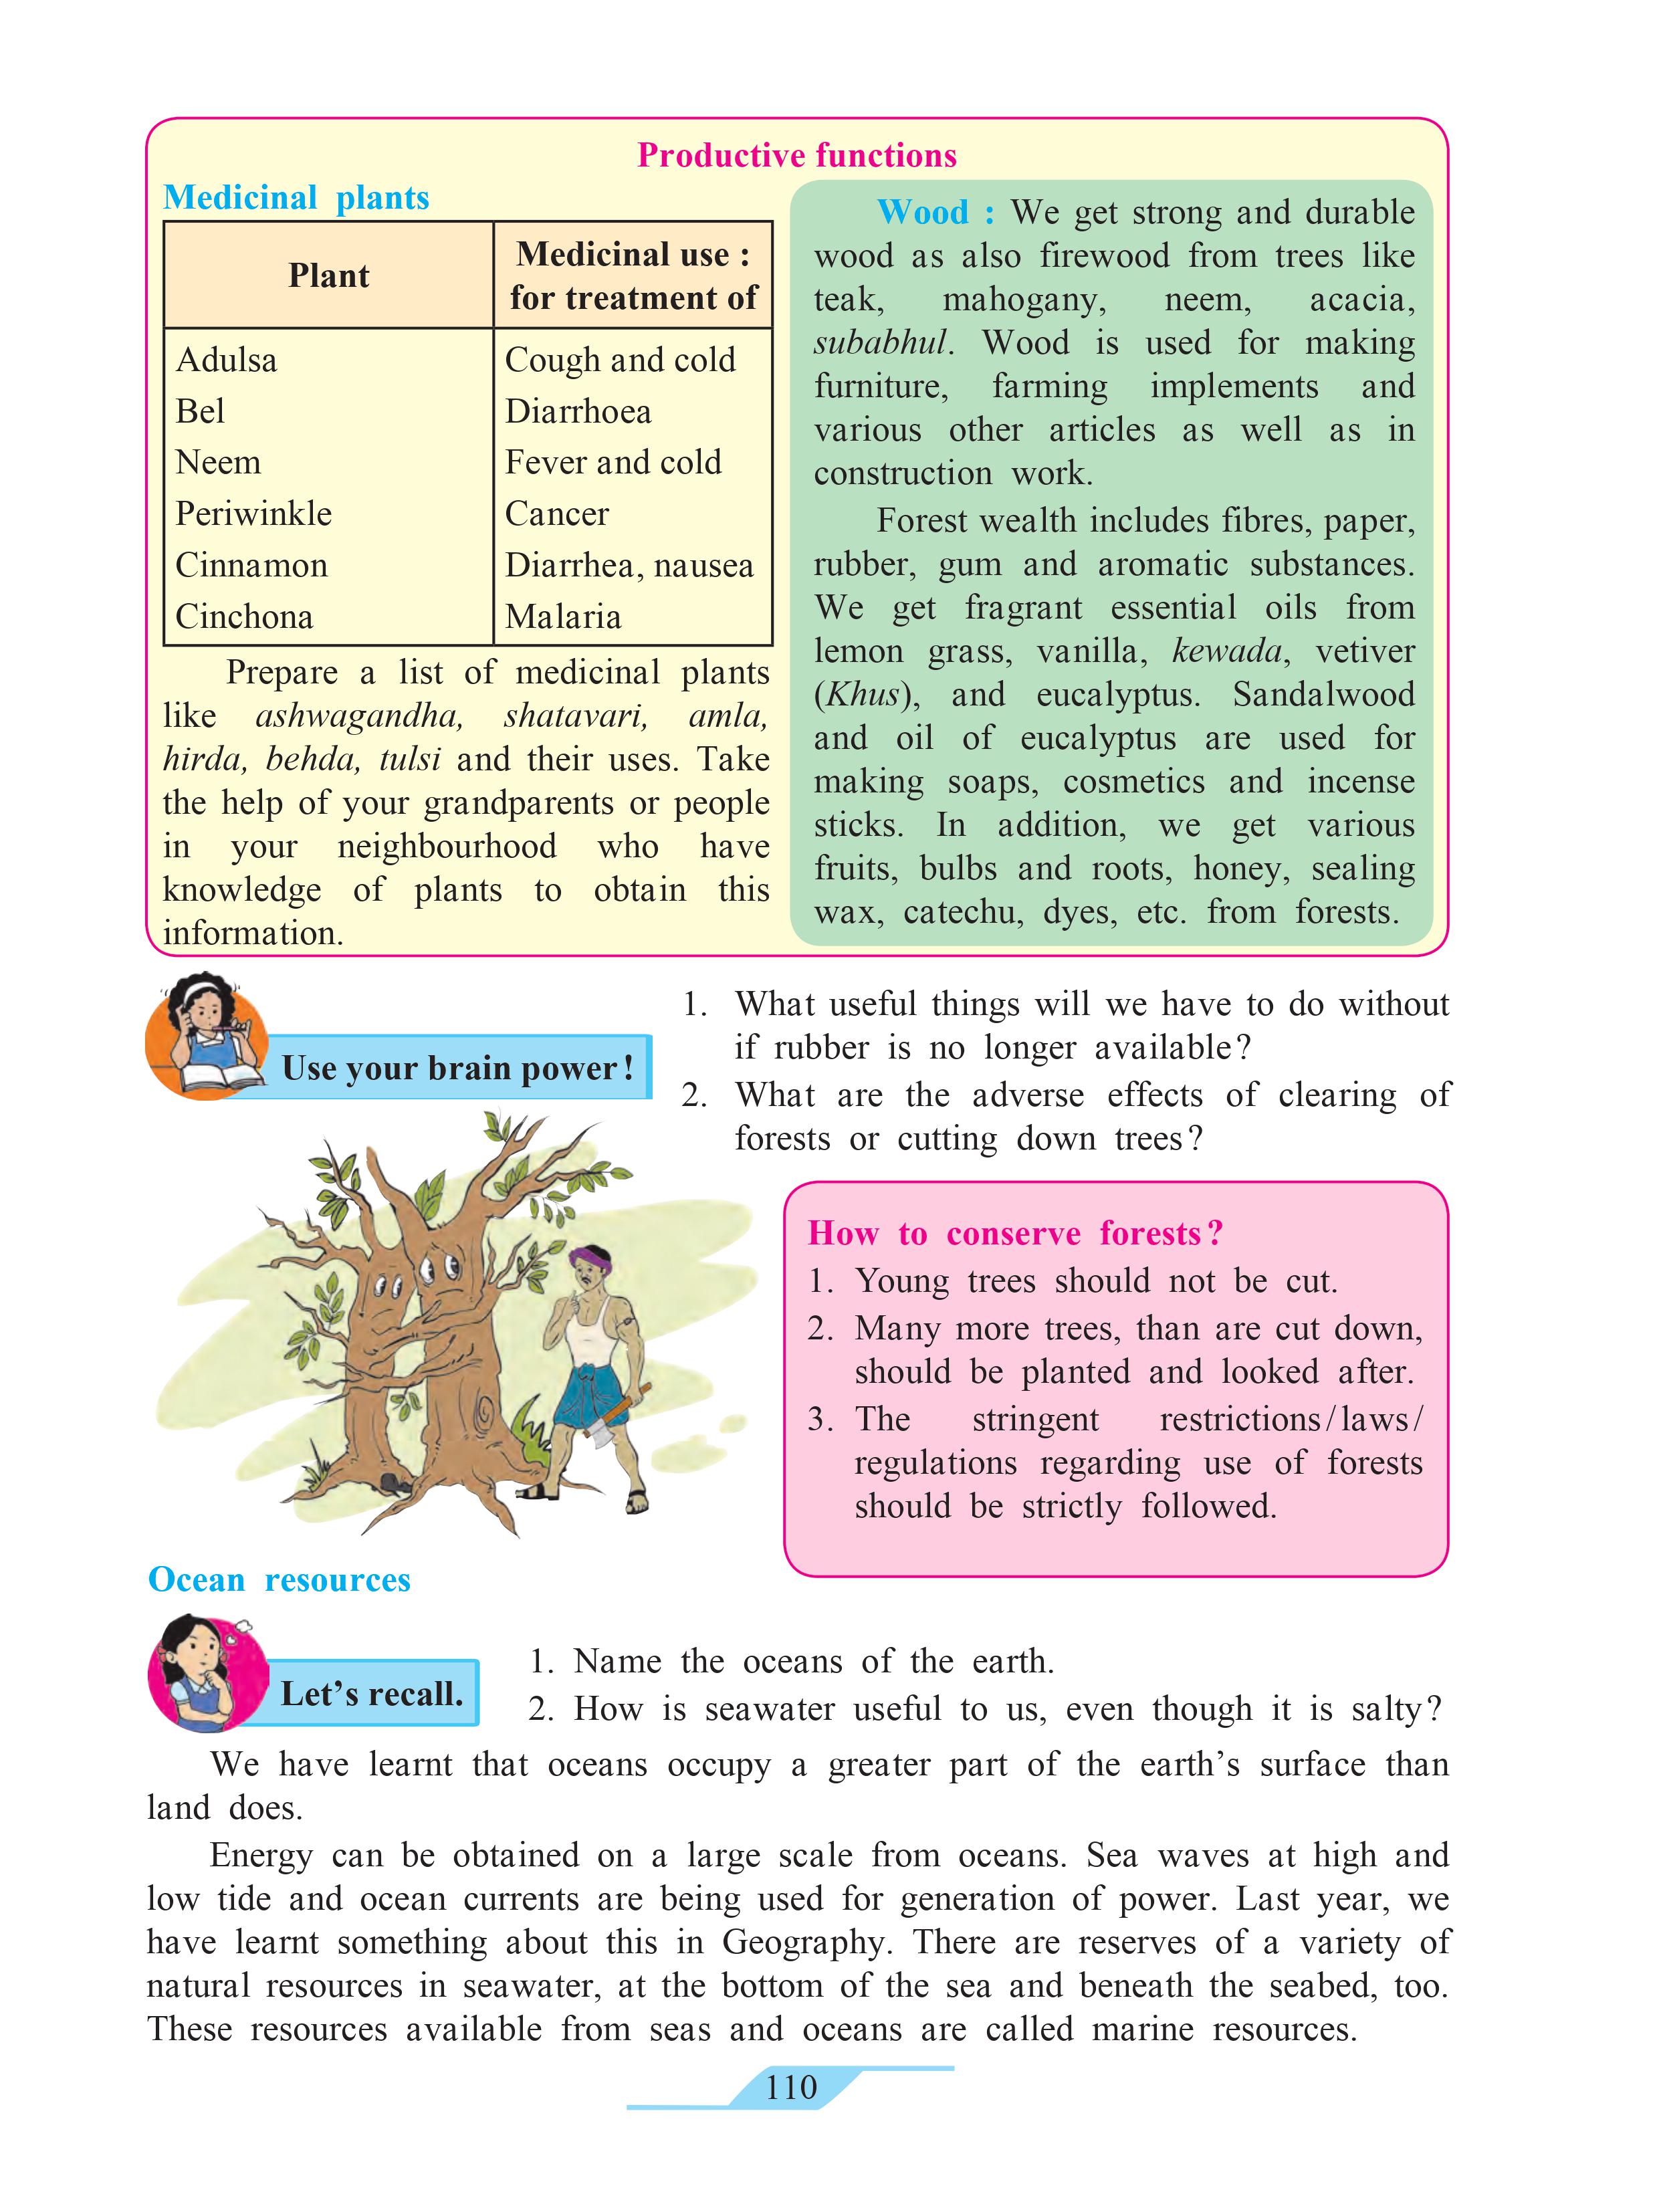 Productive functions
Medicinal plants
Plant
Medicinal use :
for treatment of
Adulsa Cough and cold
Bel Diarrhoea
Neem Fever and cold
Periwinkle Cancer
Cinnamon Diarrhea, nausea
Cinchona Malaria
Prepare a list of medicinal plants
like ashwagandha, shatavari, amla,
hirda, behda, tulsi and their uses. Take
the help of your grandparents or people
in your neighbourhood who have
knowledge of plants to obtain this
information.
Wood : We get strong and durable
wood as also firewood from trees like
teak, mahogany, neem, acacia,
subabhul. Wood is used for making
furniture, farming implements and
various other articles as well as in
construction work.
Forest wealth includes fibres, paper,
rubber, gum and aromatic substances.
We get fragrant essential oils from
lemon grass, vanilla, kewada, vetiver
(Khus), and eucalyptus. Sandalwood
and oil of eucalyptus are used for
making soaps, cosmetics and incense
sticks. In addition, we get various
fruits, bulbs and roots, honey, sealing
wax, catechu, dyes, etc. from forests.
Use your brain power!
1. What useful things will we have to do without
if rubber is no longer available?
2. What are the adverse effects of clearing of
forests or cutting down trees?
How to conserve forests?
1. Young trees should not be cut.
2. Many more trees, than are cut down,
should be planted and looked after.
3. The stringent restrictions/laws/
regulations regarding use of forests
should be strictly followed.
Ocean resources
Let's recall.
1. Name the oceans of the earth.
2. How is seawater useful to us, even though it is salty?
We have learnt that oceans occupy a greater part of the earth's surface than
land does.
Energy can be obtained on a large scale from oceans. Sea waves at high and
low tide and ocean currents are being used for generation of power. Last year, we
have learnt something about this in Geography. There are reserves of a variety of
natural resources in seawater, at the bottom of the sea and beneath the seabed, too.
These resources available from seas and oceans are called marine resources.
110